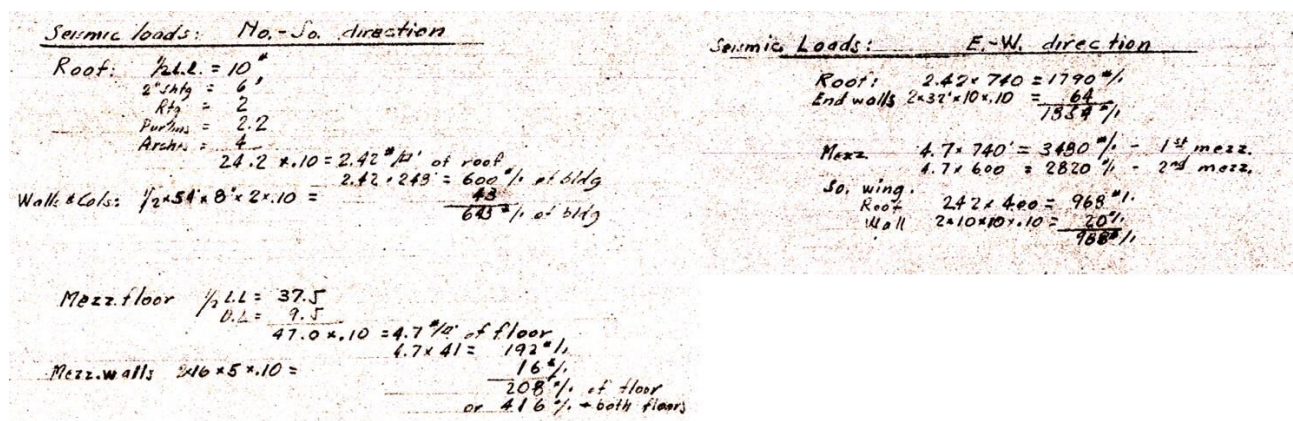 Seismic loads: No.-So. direction
Roof: ½ L.L. = 10#
2" shtg = 6'
Rfg = 2
Purlins = 2.2
Arches = 4
24.2 x .10 = 2.42 #/□' of roof
2.42 x 248' = 600 #/, of bldg
Walls & Cols: ½ x 54' x 8' x 2 x .10 = 43
643 #/, of bldg
Mezz. floor ½ L.L = 37.5
D.L = 9.5
47.0 x .10 = 4.7 #/□' of floor
4.7 x 41 = 192 #/,
Mezz. walls 2x16 x 5 x .10 = 16 #/,
208 #/, of floor
or 416 #/, + both floors
Seismic Loads: E.-W. direction
Roof: 2.42 x 740 = 1790 #/,
End walls 2 x 32' x 10 x .10 = 64
1854 #/,
Mezz 4.7 x 740' = 3480 #/, - 1st mezz.
4.7 x 600 = 2820 #/, - 2nd mezz.
So. wing.
Roof 242 x 400 = 968 #/,
Wall 2 x 10 x 10 x .10 = 20 #/,
988 #/,